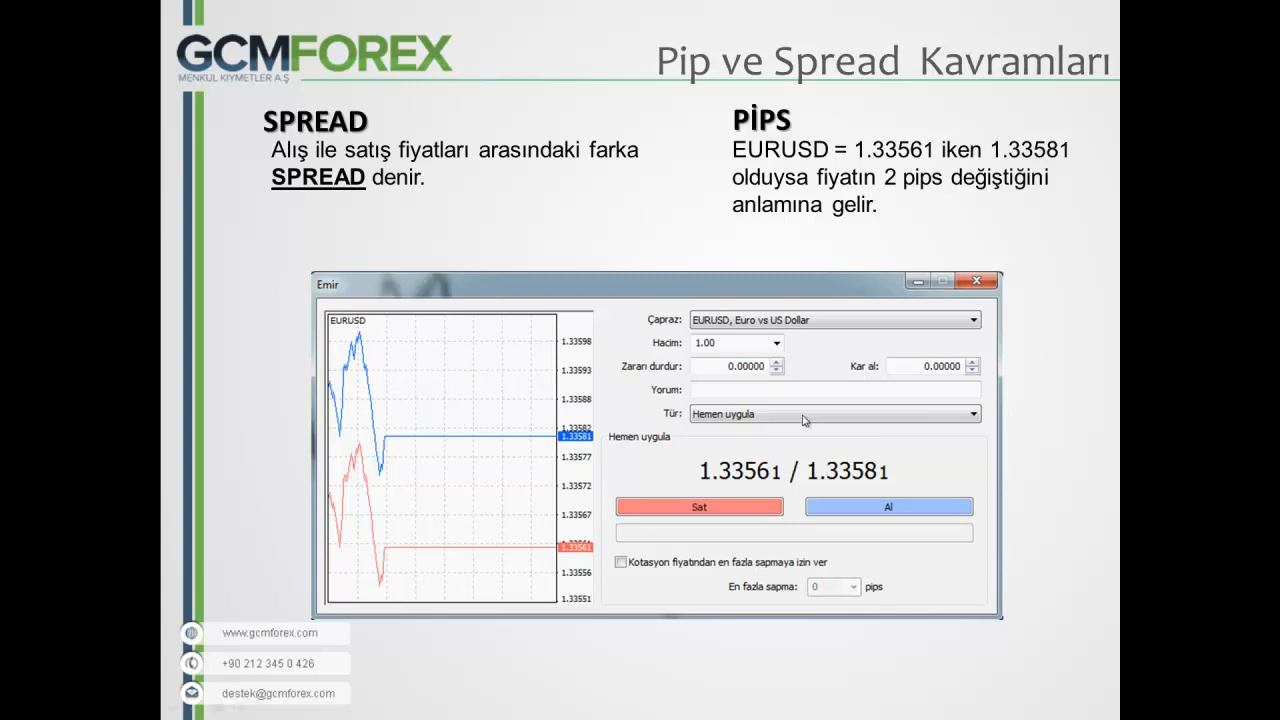 GCMFOREX
MENKUL KIYMETLER A.Ş
Pip ve Spread Kavramları
SPREAD
Alış ile satış fiyatları arasındaki farka
SPREAD denir.
PİPS
EURUSD = 1.33561 iken 1.33581
olduysa fiyatın 2 pips değiştiğini
anlamına gelir.
Emir
EURUSD
1.33598
1.33593
1.33588
1.33582
1.33581
1.33577
1.33572
1.33567
1.33561
1.33561
1.33556
1.33551
Çapraz: EURUSD, Euro vs US Dollar
Hacim: 1.00
Zararı durdur: 0.00000 Kar al: 0.00000
Yorum:
Tür: Hemen uygula
Hemen uygula
1.33561 / 1.33581
Sat Al
Kotasyon fiyatından en fazla sapmaya izin ver
En fazla sapma: 0 pips
www.gcmforex.com
+90 212 345 0 426
destek@gcmforex.com